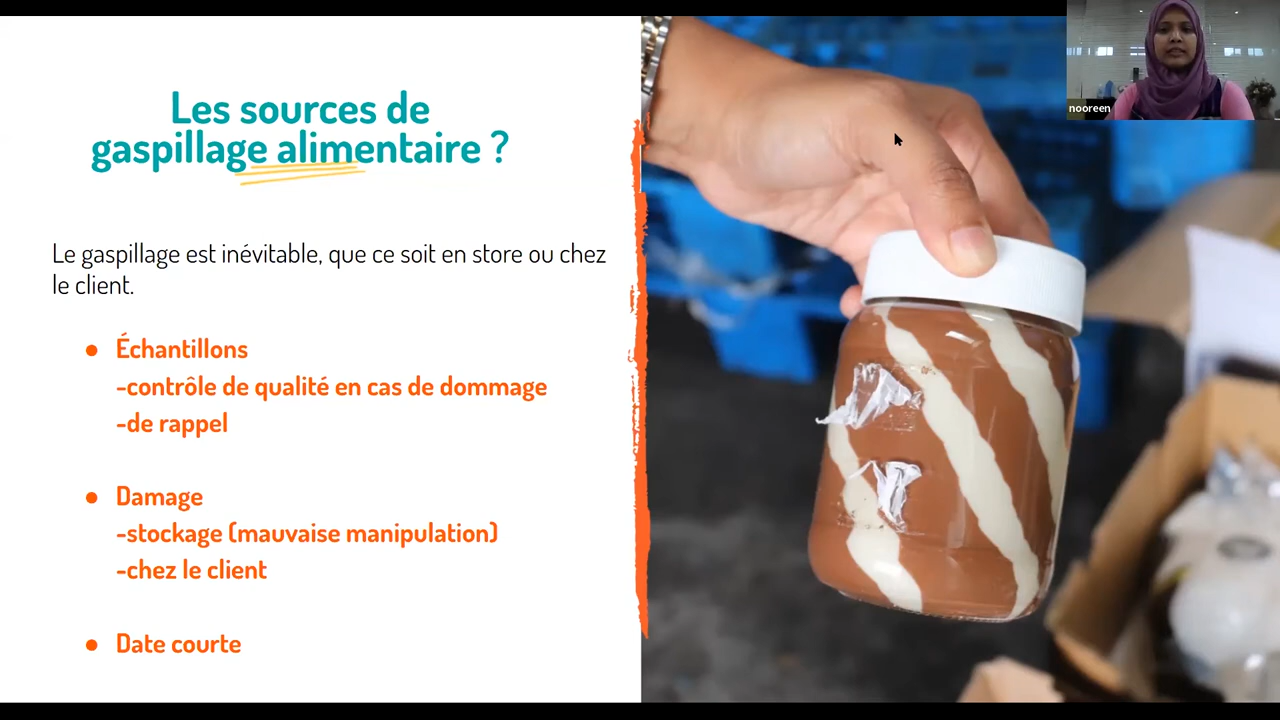 Les sources de
gaspillage alimentaire ?
Le gaspillage est inévitable, que ce soit en store ou chez
le client.
● Échantillons
-contrôle de qualité en cas de dommage
-de rappel
● Damage
-stockage (mauvaise manipulation)
-chez le client
● Date courte
nooreen